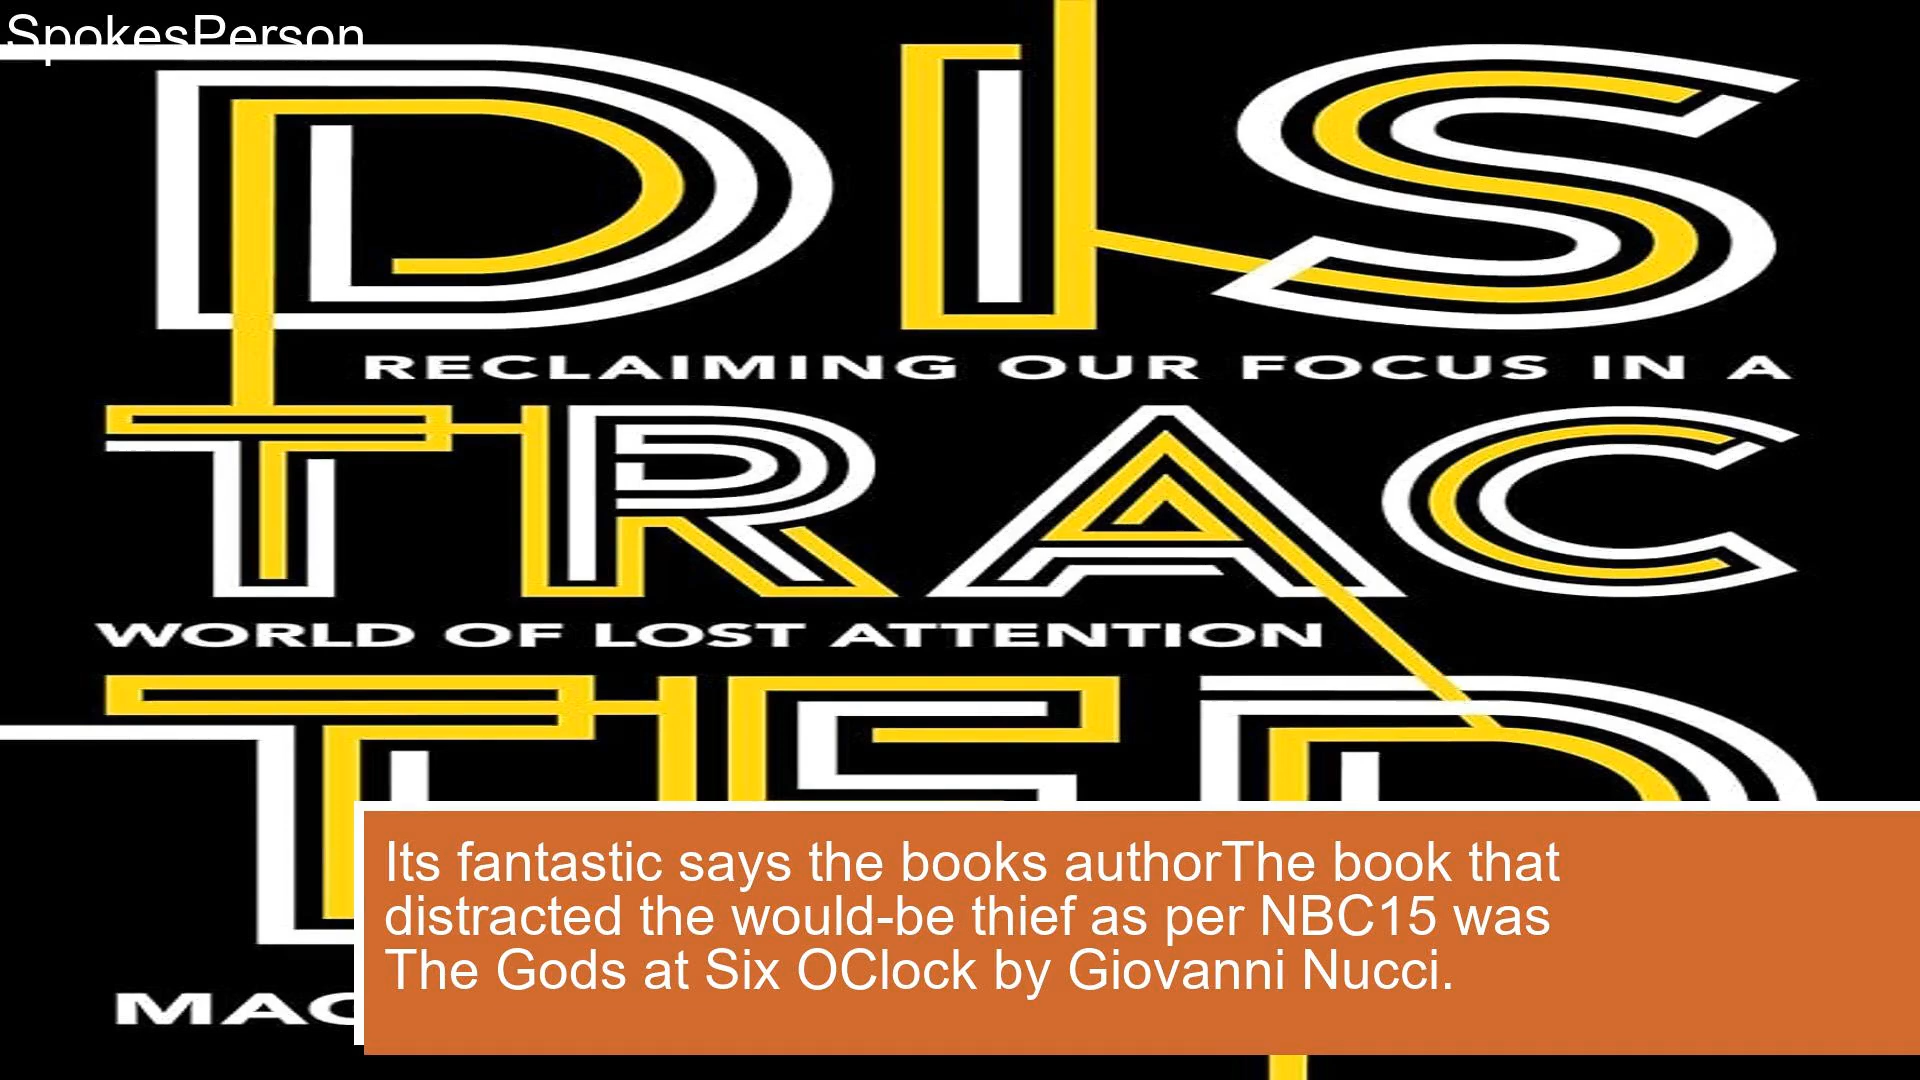 SpokesPerson
DIS
RECLAIMING OUR FOCUS IN A
TRAC
WORLD OF LOST ATTENTION
TED
Its fantastic says the books authorThe book that
distracted the would-be thief as per NBC15 was
The Gods at Six OClock by Giovanni Nucci.